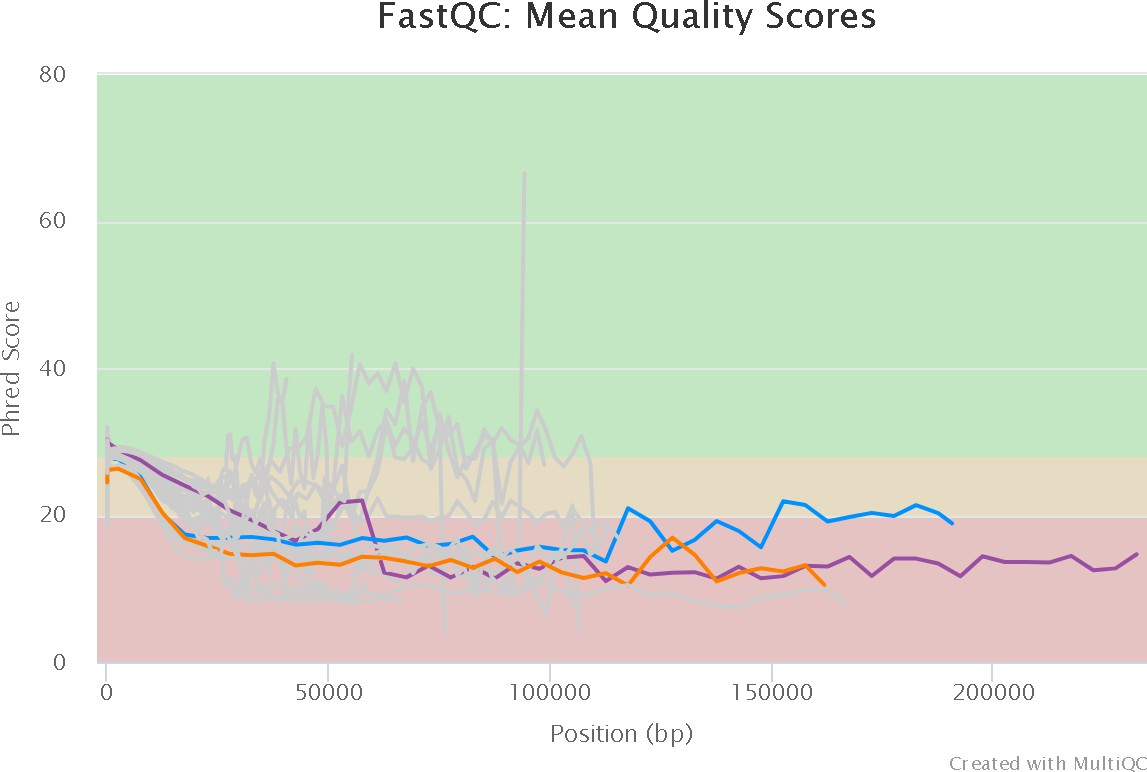 FastQC: Mean Quality Scores
80
60
40
20
0
Phred Score
0
50000
100000
150000
200000
Position (bp)
Created with MultiQC